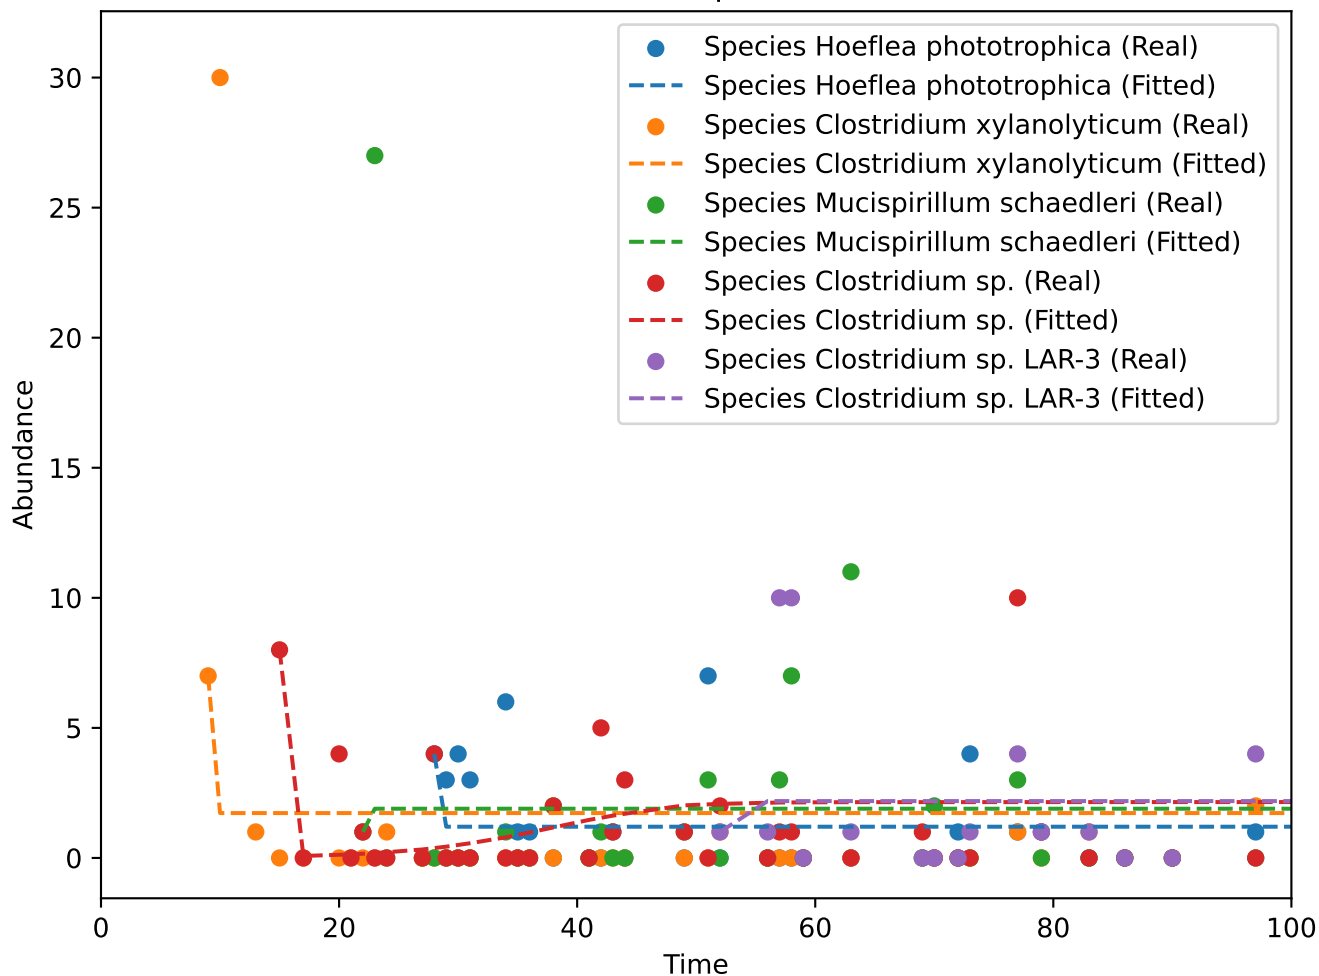 30
25
20
15
10
5
0
Abundance
Species Hoeflea phototrophica (Real)
Species Hoeflea phototrophica (Fitted)
Species Clostridium xylanolyticum (Real)
Species Clostridium xylanolyticum (Fitted)
Species Mucispirillum schaedleri (Real)
Species Mucispirillum schaedleri (Fitted)
Species Clostridium sp. (Real)
Species Clostridium sp. (Fitted)
Species Clostridium sp. LAR-3 (Real)
Species Clostridium sp. LAR-3 (Fitted)
0 20 40 60 80 100
Time